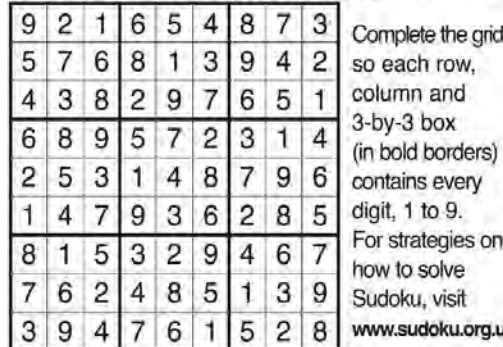 9 2 1 6 5 4 8 7 3
5 7 6 8 1 3 9 4 2
4 3 8 2 9 7 6 5 1
6 8 9 5 7 2 3 1 4
2 5 3 1 4 8 7 9 6
1 4 7 9 3 6 2 8 5
8 1 5 3 2 9 4 6 7
7 6 2 4 8 5 1 3 9
3 9 4 7 6 1 5 2 8
Complete the grid
so each row,
column and
3-by-3 box
(in bold borders)
contains every
digit, 1 to 9.
For strategies on
how to solve
Sudoku, visit
www.sudoku.org.u